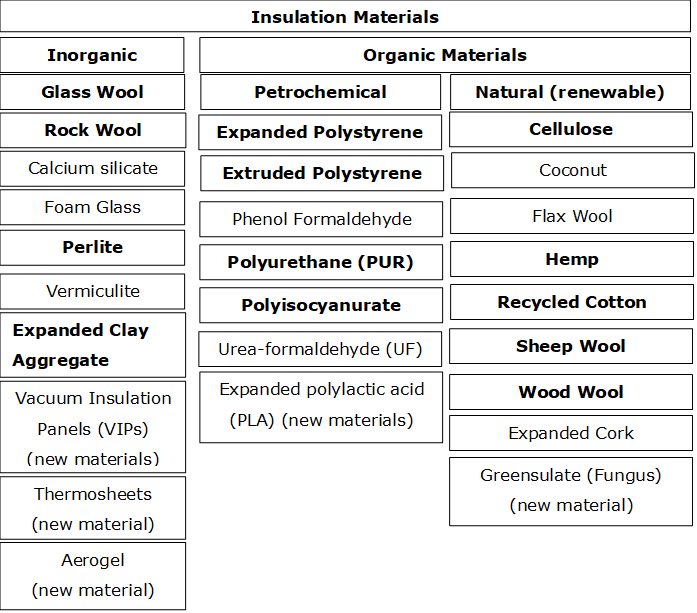 Insulation Materials
Inorganic
Organic Materials
Glass Wool
Petrochemical
Natural (renewable)
Rock Wool
Expanded Polystyrene
Cellulose
Calcium silicate
Extruded Polystyrene
Coconut
Foam Glass
Phenol Formaldehyde
Flax Wool
Perlite
Polyurethane (PUR)
Hemp
Vermiculite
Polyisocyanurate
Recycled Cotton
Expanded Clay
Aggregate
Urea-formaldehyde (UF)
Sheep Wool
Vacuum Insulation
Panels (VIPs)
(new materials)
Expanded polylactic acid
(PLA) (new materials)
Wood Wool
Expanded Cork
Thermosheets
(new material)
Greensulate (Fungus)
(new material)
Aerogel
(new material)